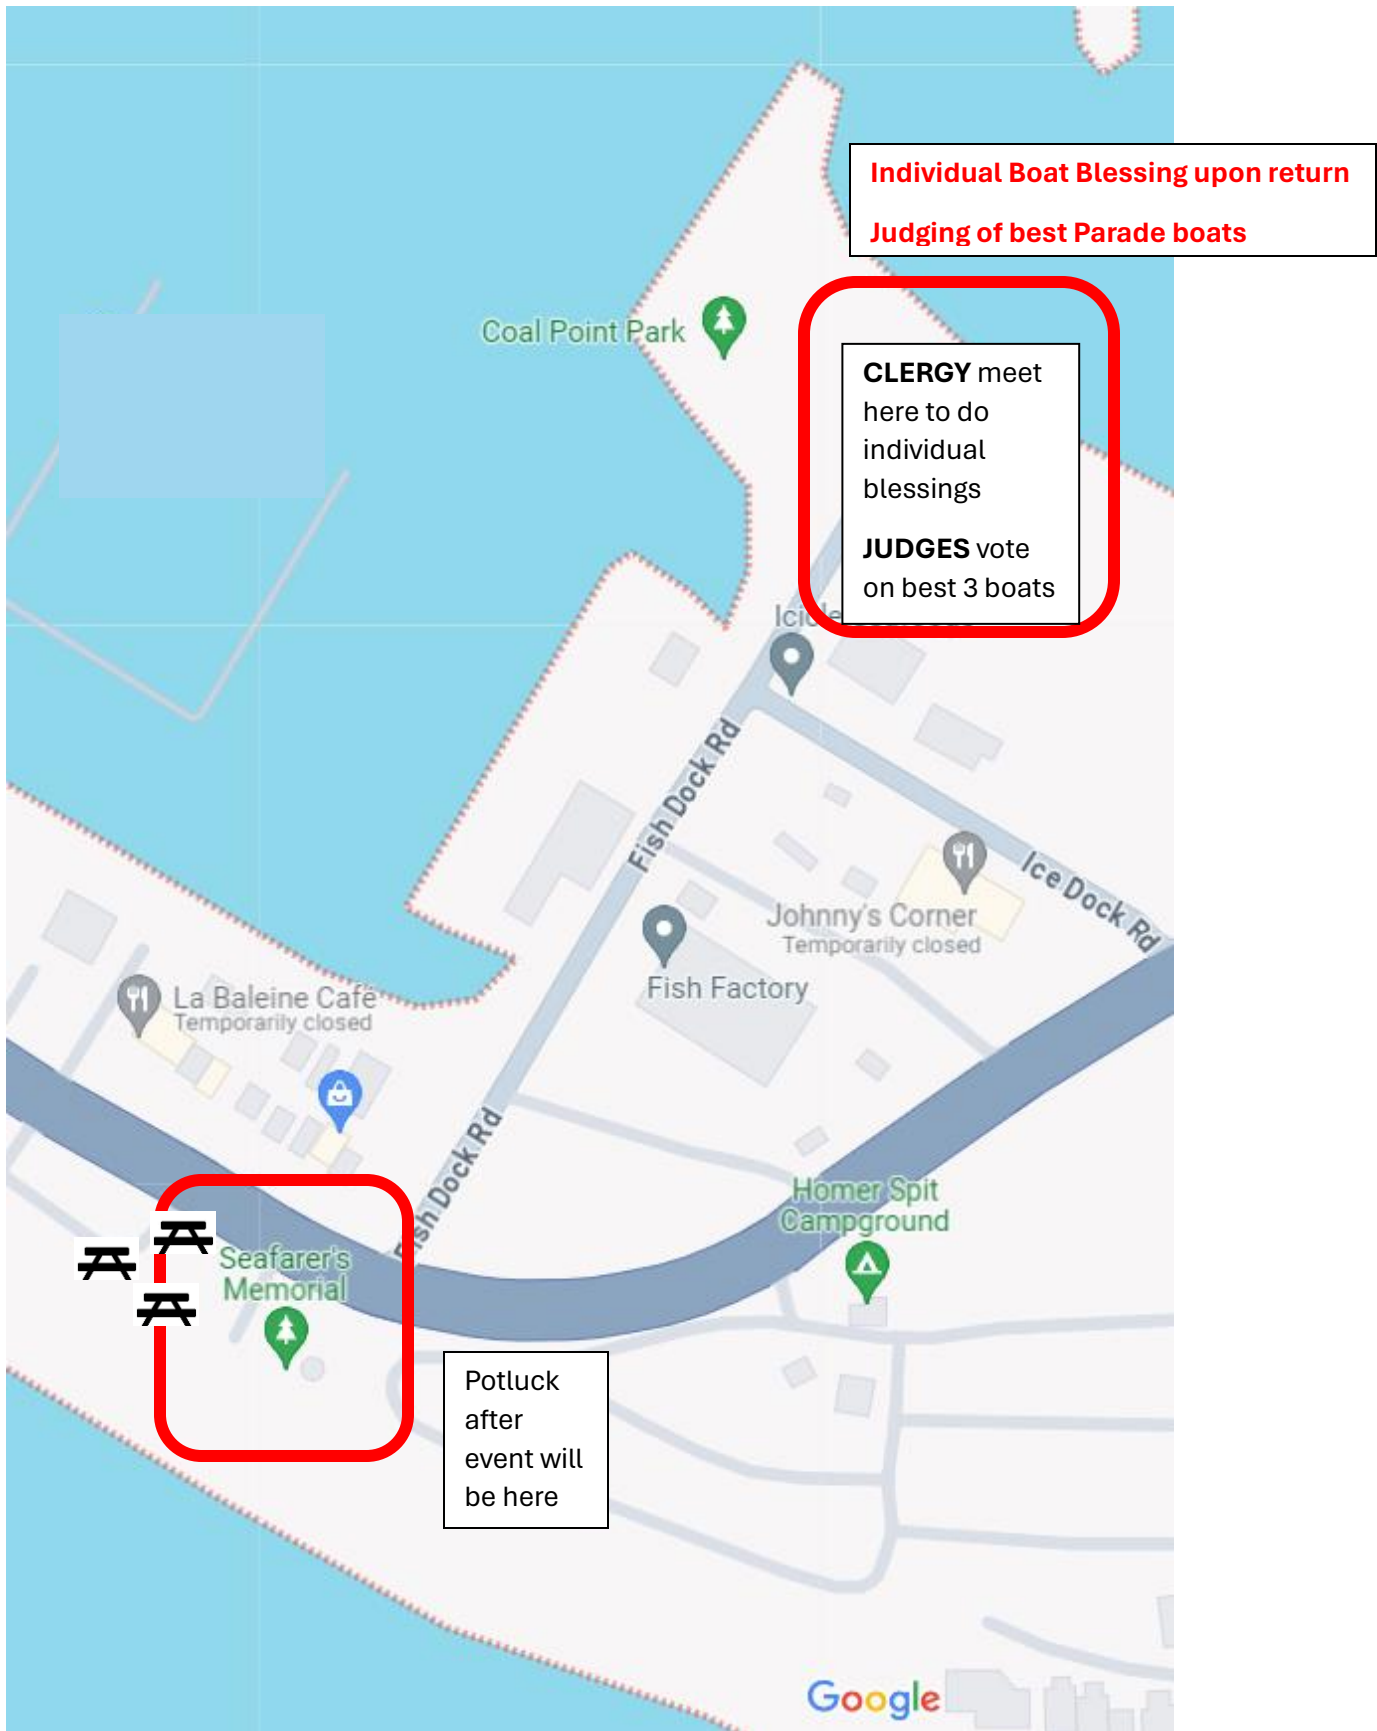 Individual Boat Blessing upon return
Judging of best Parade boats
Coal Point Park
CLERGY meet
here to do
individual
blessings
JUDGES vote
on best 3 boats
Fish Dock Rd
Ice Dock Rd
Johnny's Corner
Temporarily closed
Fish Factory
La Baleine Café
Temporarily closed
Fish Dock Rd
Homer Spit
Campground
Seafarer's
Memorial
Potluck
after
event will
be here
Google